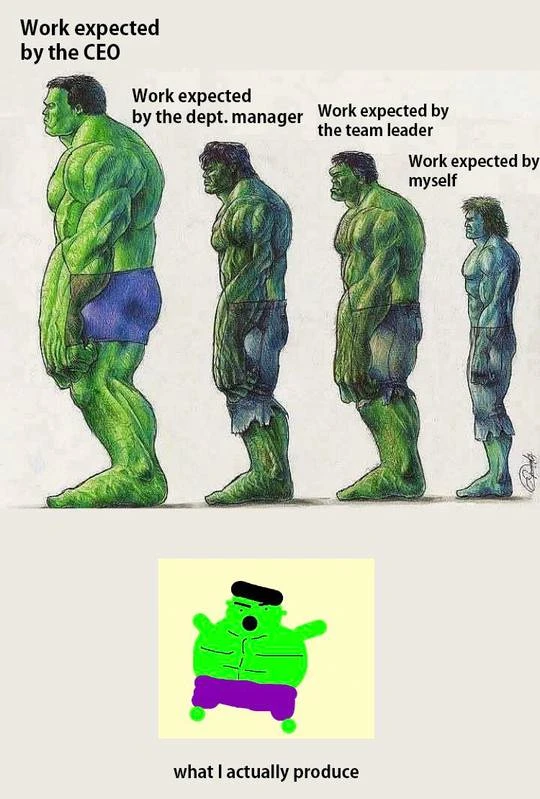 Work expected
by the CEO
Work expected
by the dept. manager
Work expected by
the team leader
Work expected by
myself
what I actually produce